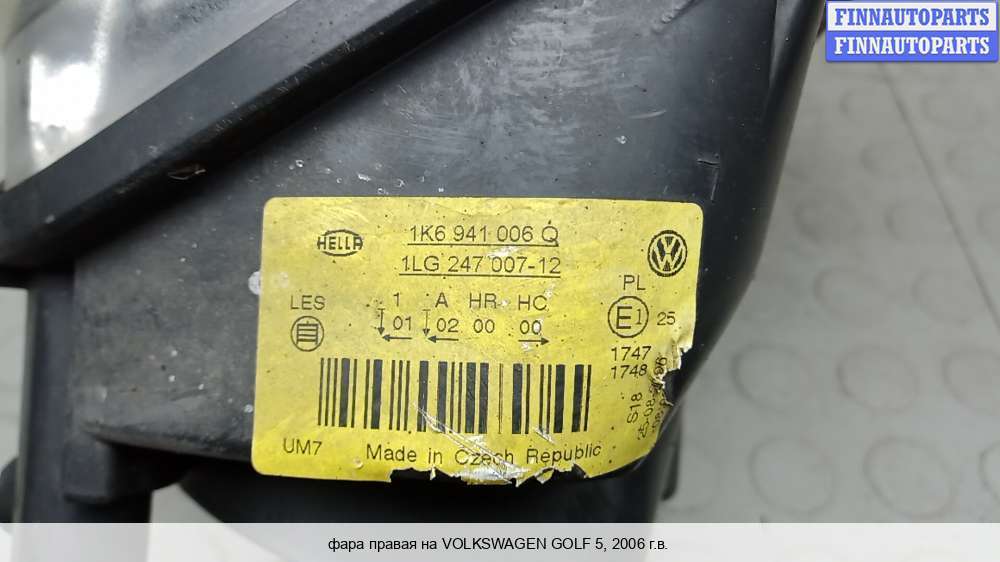 FINNAUTOPARTS
FINNAUTOPARTS
HELLA
1K6 941 006 Q
1LG 247 007-12
LES
1 A HR HC
01 02 00 00
PL
E1 25
1747
1748
S18
UM7
Made in Czech Republic
фара правая на VOLKSWAGEN GOLF 5, 2006 г.в.